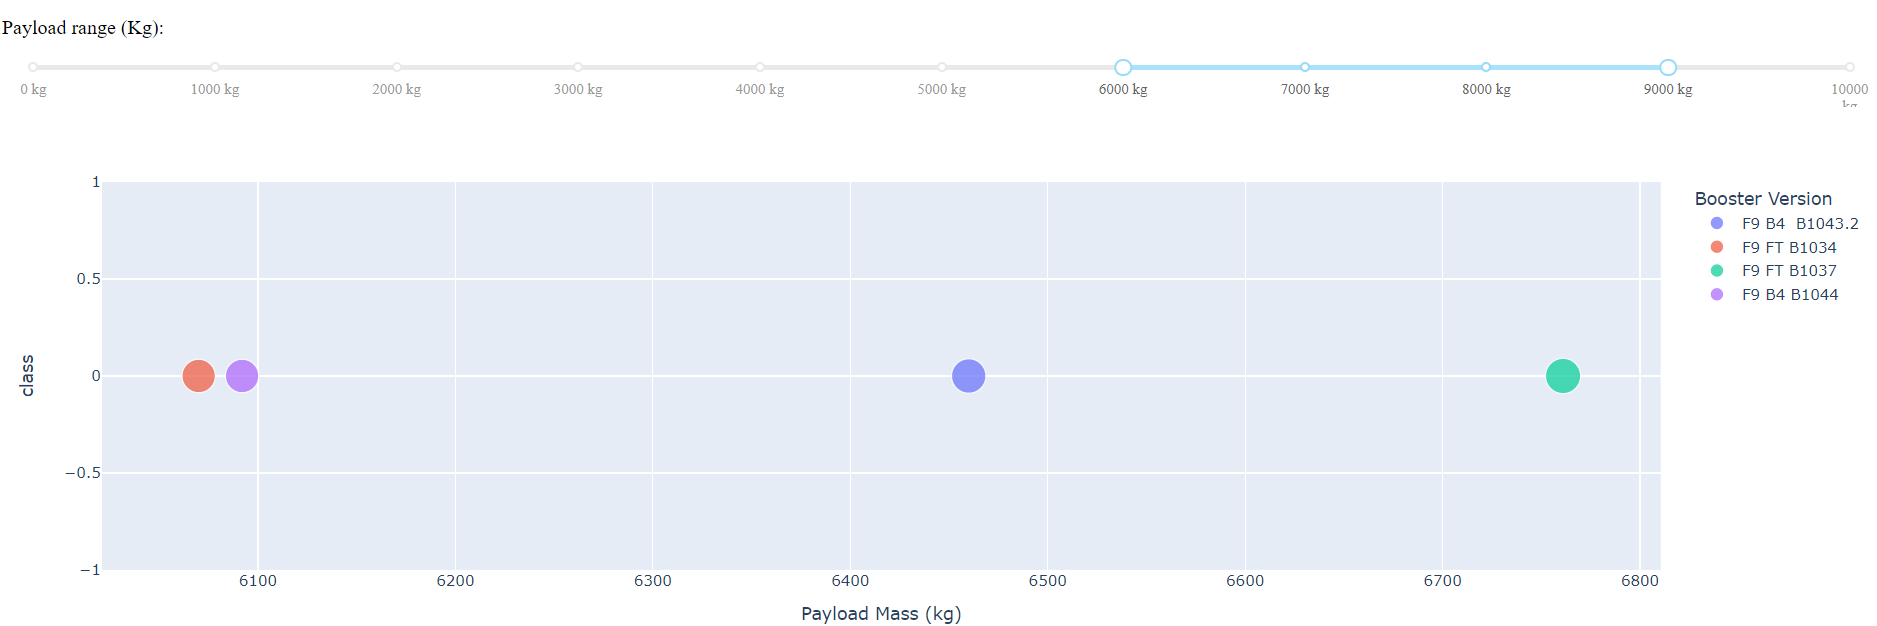 Payload range (Kg):
0 kg 1000 kg 2000 kg 3000 kg 4000 kg 5000 kg 6000 kg 7000 kg 8000 kg 9000 kg 10000
kg
1
0.5
0
−0.5
−1
class
6100 6200 6300 6400 6500 6600 6700 6800
Payload Mass (kg)
Booster Version
F9 B4  B1043.2
F9 FT B1034
F9 FT B1037
F9 B4 B1044